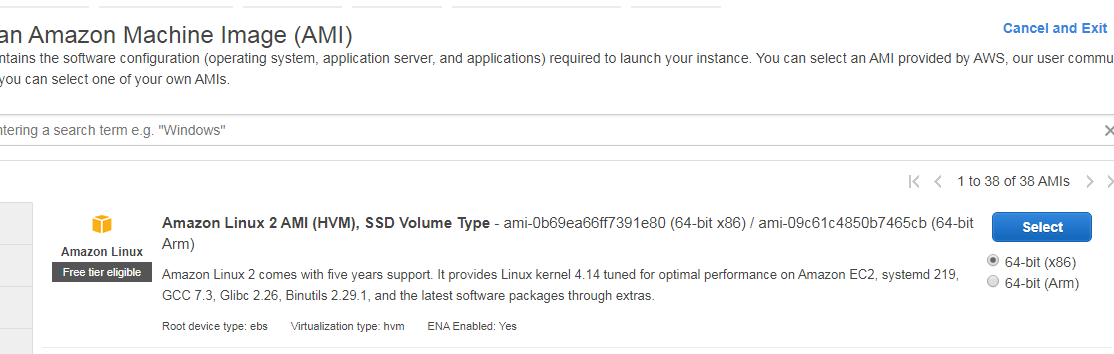 an Amazon Machine Image (AMI)
Cancel and Exit
ntains the software configuration (operating system, application server, and applications) required to launch your instance. You can select an AMI provided by AWS, our user commu
you can select one of your own AMIs.
ntering a search term e.g. "Windows"
1 to 38 of 38 AMIs
Amazon Linux
Free tier eligible
Amazon Linux 2 AMI (HVM), SSD Volume Type - ami-0b69ea66ff7391e80 (64-bit x86) / ami-09c61c4850b7465cb (64-bit
Arm)
Amazon Linux 2 comes with five years support. It provides Linux kernel 4.14 tuned for optimal performance on Amazon EC2, systemd 219,
GCC 7.3, Glibc 2.26, Binutils 2.29.1, and the latest software packages through extras.
Root device type: ebs Virtualization type: hvm ENA Enabled: Yes
Select
64-bit (x86)
64-bit (Arm)